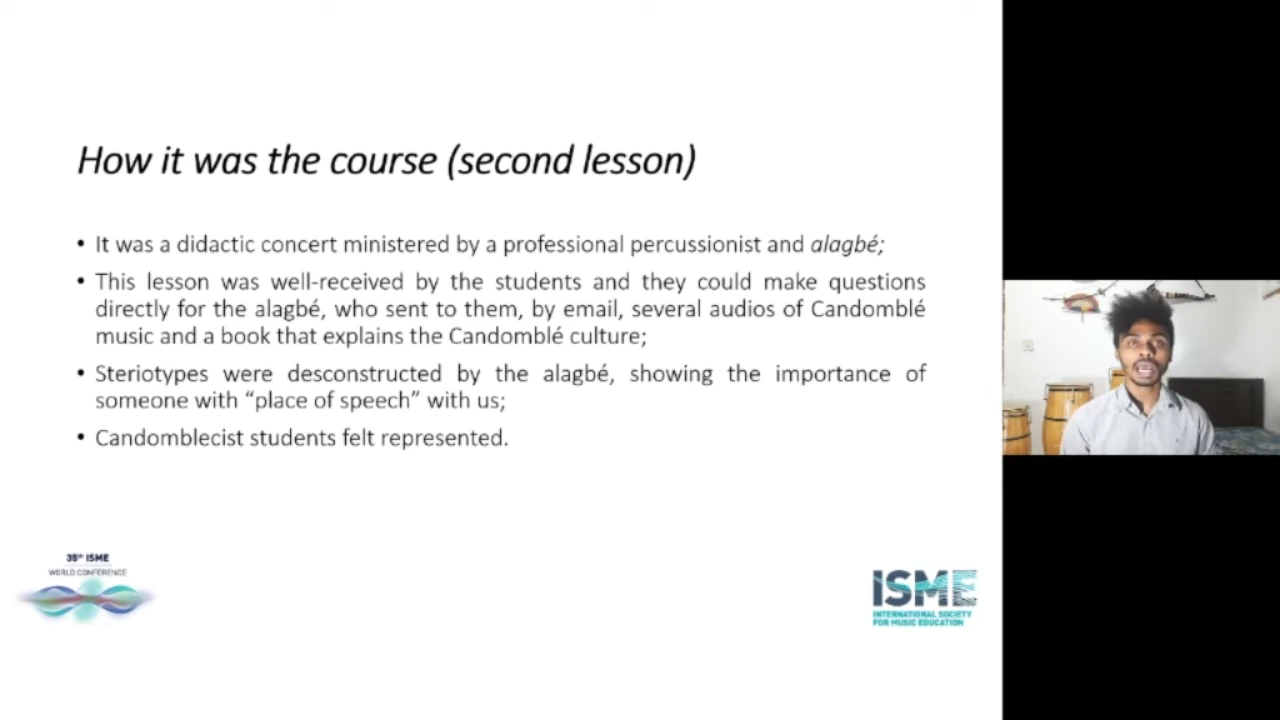 How it was the course (second lesson)
• It was a didactic concert ministered by a professional percussionist and alagbé;
• This lesson was well-received by the students and they could make questions
directly for the alagbé, who sent to them, by email, several audios of Candomblé
music and a book that explains the Candomblé culture;
• Steriotypes were desconstructed by the alagbé, showing the importance of
someone with “place of speech” with us;
• Candomblecist students felt represented.
35th ISME
WORLD CONFERENCE
ISME
INTERNATIONAL SOCIETY
FOR MUSIC EDUCATION